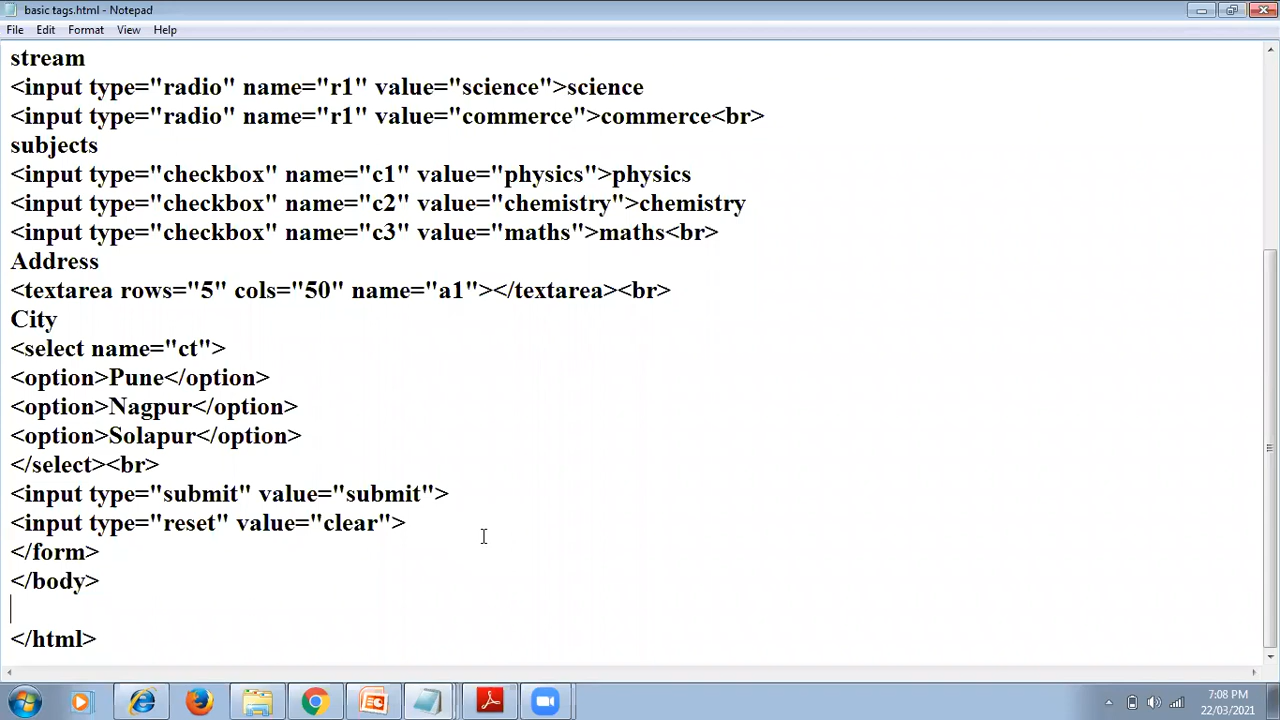 basic tags.html - Notepad
File Edit Format View Help
stream
<input type="radio" name="r1" value="science">science
<input type="radio" name="r1" value="commerce">commerce<br>
subjects
<input type="checkbox" name="c1" value="physics">physics
<input type="checkbox" name="c2" value="chemistry">chemistry
<input type="checkbox" name="c3" value="maths">maths<br>
Address
<textarea rows="5" cols="50" name="a1"></textarea><br>
City
<select name="ct">
<option>Pune</option>
<option>Nagpur</option>
<option>Solapur</option>
</select><br>
<input type="submit" value="submit">
<input type="reset" value="clear">
</form>
</body>
</html>
7:08 PM
22/03/2021